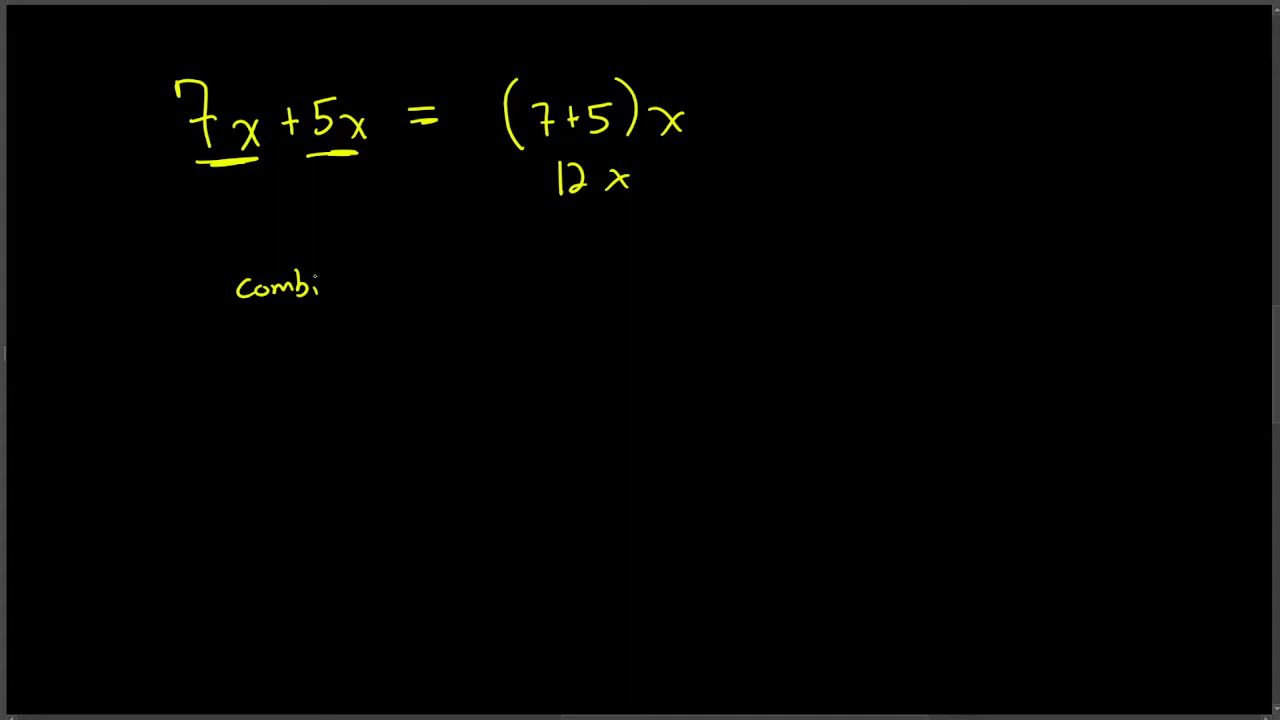 7x + 5x = (7+5)x
12x
combi